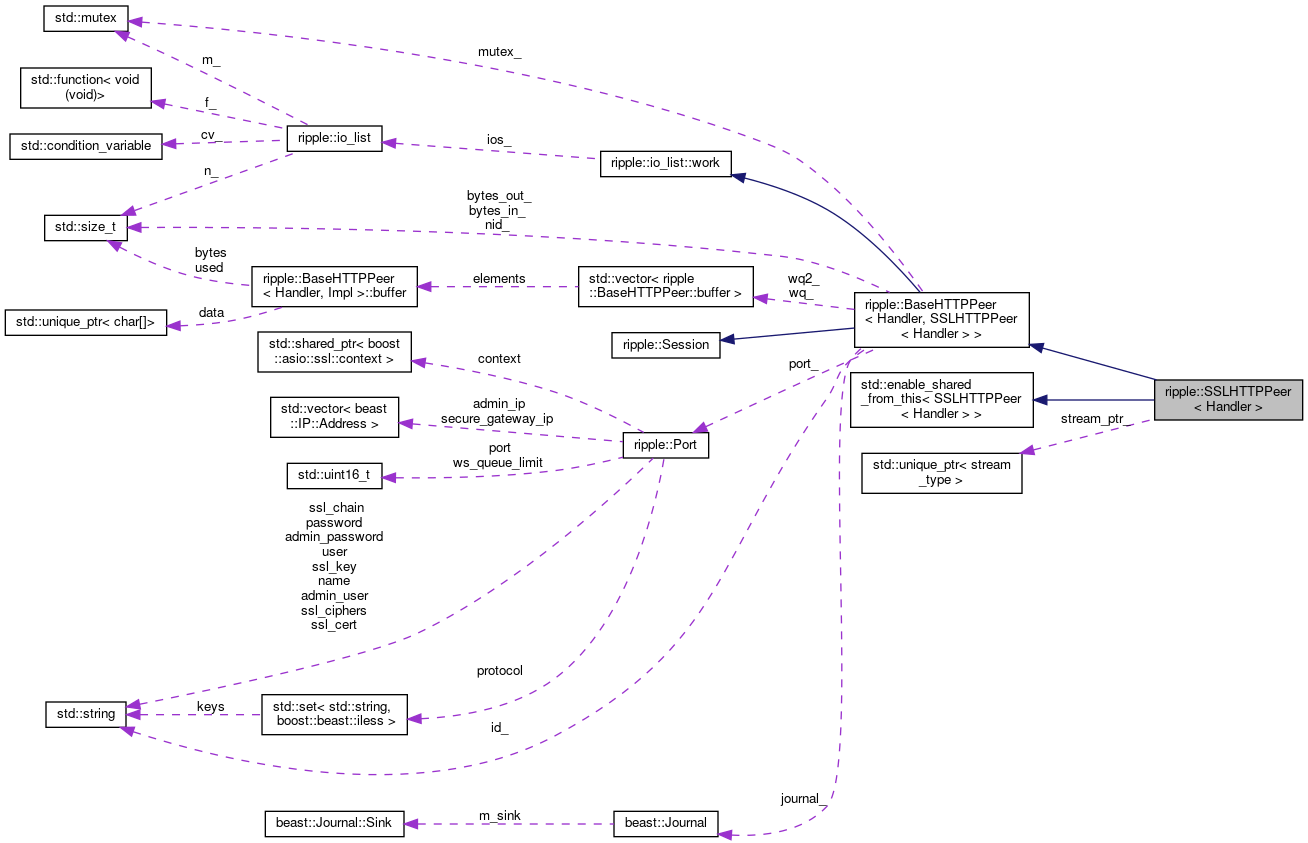 std::mutex
mutex_
m_
std::function< void
(void)>
f_
std::condition_variable
cv_
ripple::io_list
ios_
ripple::io_list::work
n_
bytes_out_
bytes_in_
nid_
std::size_t
bytes
used
ripple::BaseHTTPPeer
< Handler, Impl >::buffer
elements
std::vector< ripple
::BaseHTTPPeer::buffer >
wq2_
wq_
ripple::BaseHTTPPeer
< Handler, SSLHTTPPeer
< Handler > >
std::unique_ptr< char[]>
data
std::shared_ptr< boost
::asio::ssl::context >
context
ripple::Session
port_
std::enable_shared
_from_this< SSLHTTPPeer
< Handler > >
ripple::SSLHTTPPeer
< Handler >
stream_ptr_
std::vector< beast
::IP::Address >
admin_ip
secure_gateway_ip
ripple::Port
std::uint16_t
port
ws_queue_limit
std::unique_ptr< stream
_type >
ssl_chain
password
admin_password
user
ssl_key
name
admin_user
ssl_ciphers
ssl_cert
protocol
std::string
keys
std::set< std::string,
boost::beast::iless >
id_
journal_
beast::Journal::Sink
m_sink
beast::Journal